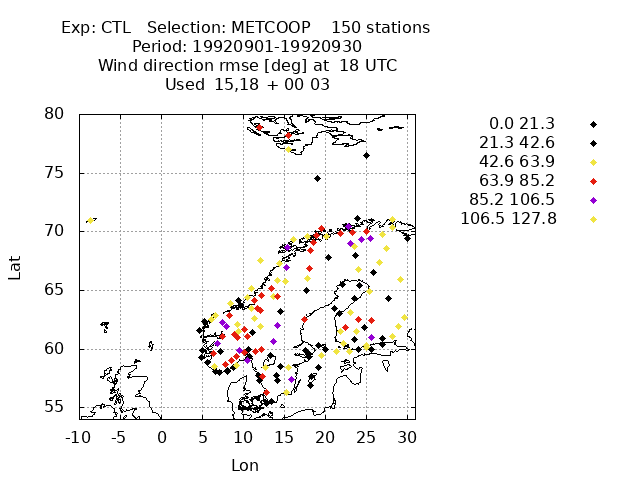 Exp: CTL Selection: METCOOP 150 stations
Period: 19920901-19920930
Wind direction rmse [deg] at 18 UTC
Used 15,18 + 00 03
80
75
70
65
60
55
-10 -5 0 5 10 15 20 25 30
Lat
Lon
0.0 21.3
21.3 42.6
42.6 63.9
63.9 85.2
85.2 106.5
106.5 127.8